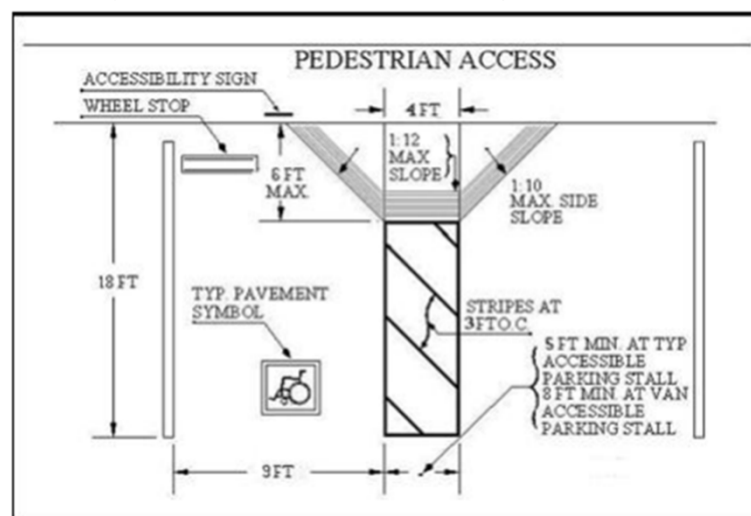 PEDESTRIAN ACCESS
ACCESSIBILITY SIGN
WHEEL STOP
4 FT
1:12
MAX
SLOPE
6 FT
MAX.
1:10
MAX. SIDE
SLOPE
18 FT
TYP. PAVEMENT
SYMBOL
STRIPES AT
3 FT O.C.
5 FT MIN. AT TYP
ACCESSIBLE
PARKING STALL
8 FT MIN. AT VAN
ACCESSIBLE
PARKING STALL
9 FT